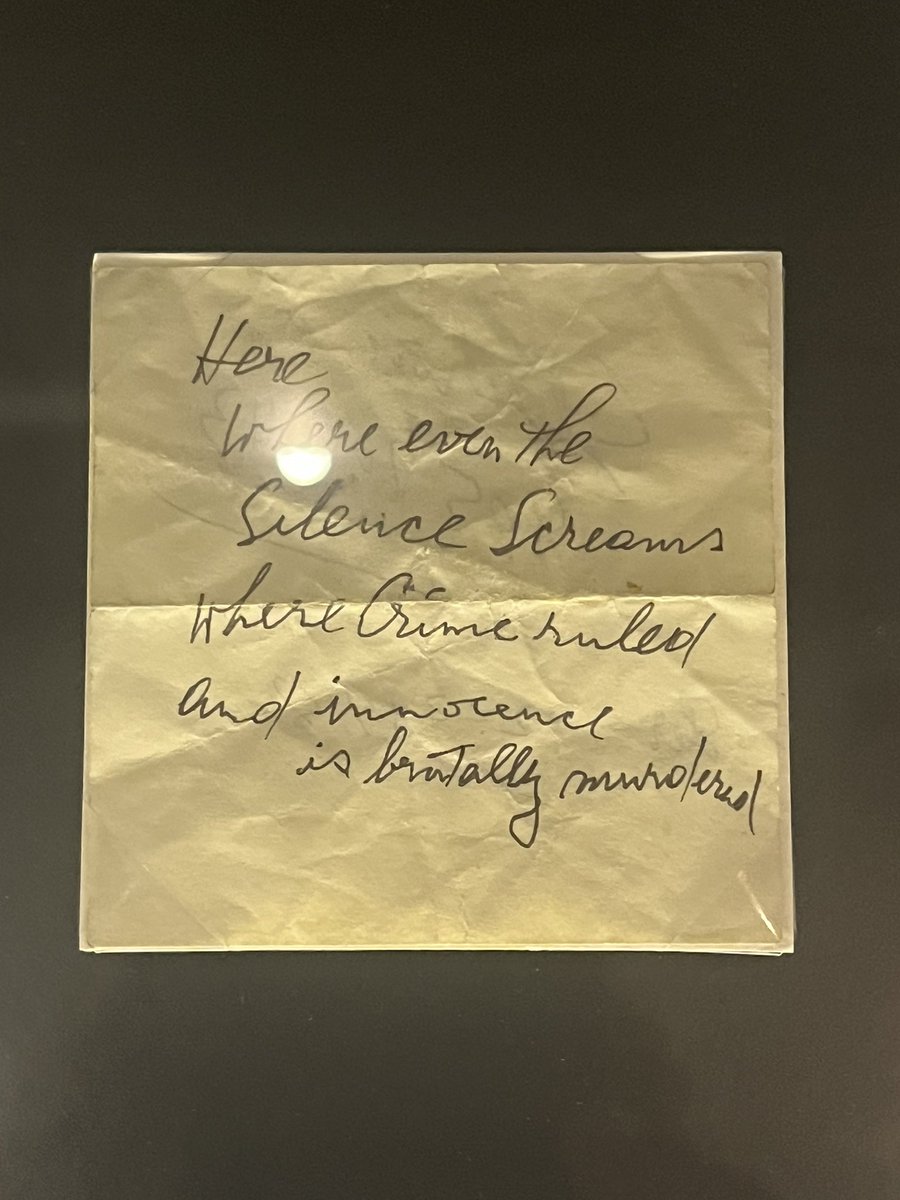 Here
Where even the
Silence Screams
where Crime ruled
and innocence
is brutally murdered